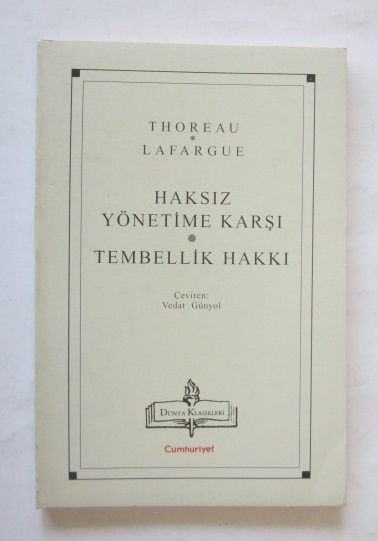 THOREAU
•
LAFARGUE
HAKSIZ
YÖNETİME KARŞI
•
TEMBELLİK HAKKI
Çeviren:
Vedat Günyol
DÜNYA KLASİKLERİ
Cumhuriyet